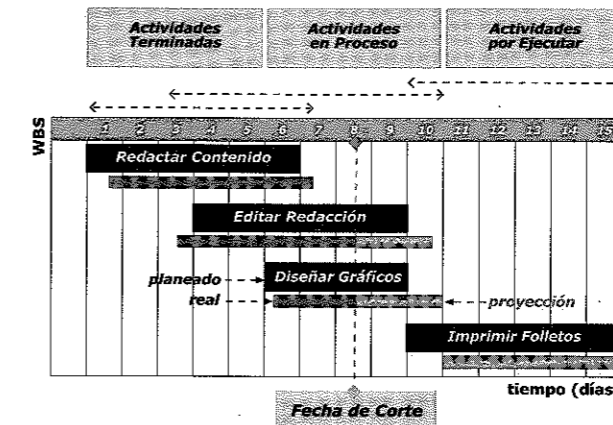 Actividades
Terminadas
Actividades
en Proceso
Actividades
por Ejecutar
WBS
1 2 3 4 5 6 7 8 9 10 11 12 13 14 15
Redactar Contenido
Editar Redacción
planeado
Diseñar Gráficos
real
proyección
Imprimir Folletos
tiempo (días
Fecha de Corte